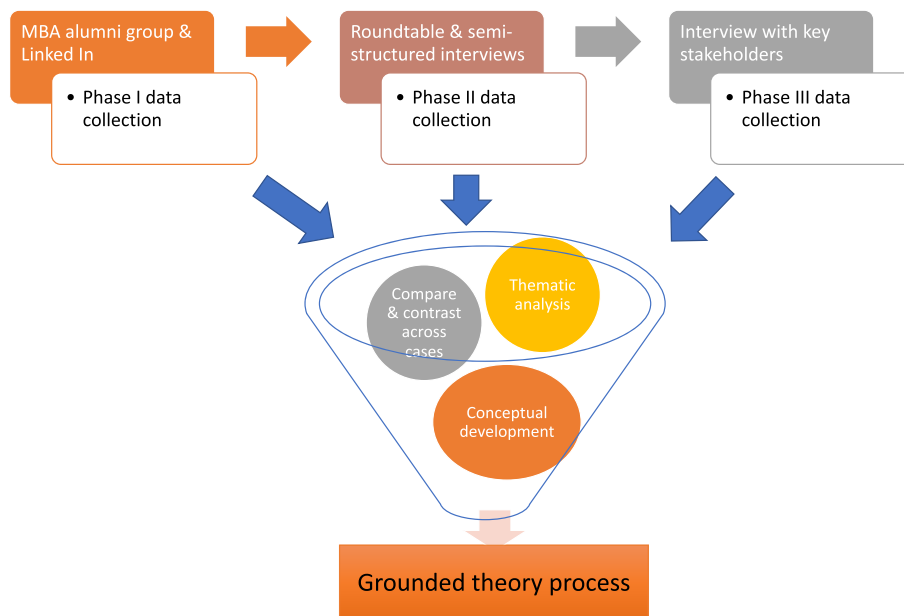 MBA alumni group &
Linked In
• Phase I data
collection
Roundtable & semi-
structured interviews
• Phase II data
collection
Interview with key
stakeholders
• Phase III data
collection
Thematic
analysis
Compare
& contrast
across
cases
Conceptual
development
Grounded theory process